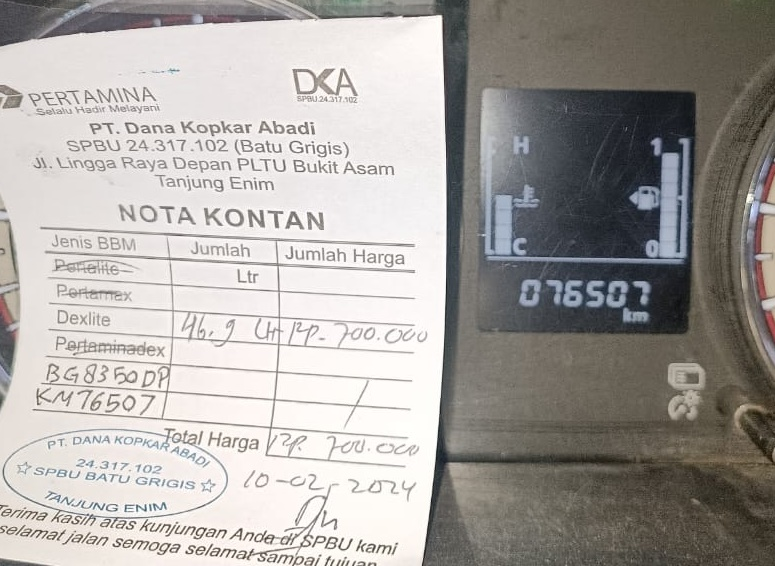 PERTAMINA
Selalu Hadir Melayani
DKA
SPBU.24.317.102
PT. Dana Kopkar Abadi
SPBU 24.317.102 (Batu Grigis)
Jl. Lingga Raya Depan PLTU Bukit Asam
Tanjung Enim
NOTA KONTAN
Jenis BBM Jumlah Jumlah Harga
Pertelite Ltr
Pertamax
Dexlite 46.9 Ltr Rp. 700.000
Pertaminadex
BG8350DP
KM76507
Total Harga Rp. 700.000
PT. DANA KOPKAR ABADI
24.317.102
SPBU BATU GRIGIS
TANJUNG ENIM
10-02-2024
Terima kasih atas kunjungan Anda di SPBU kami
selamat jalan semoga selamat sampai tujuan
H 1
C 0
076507
km